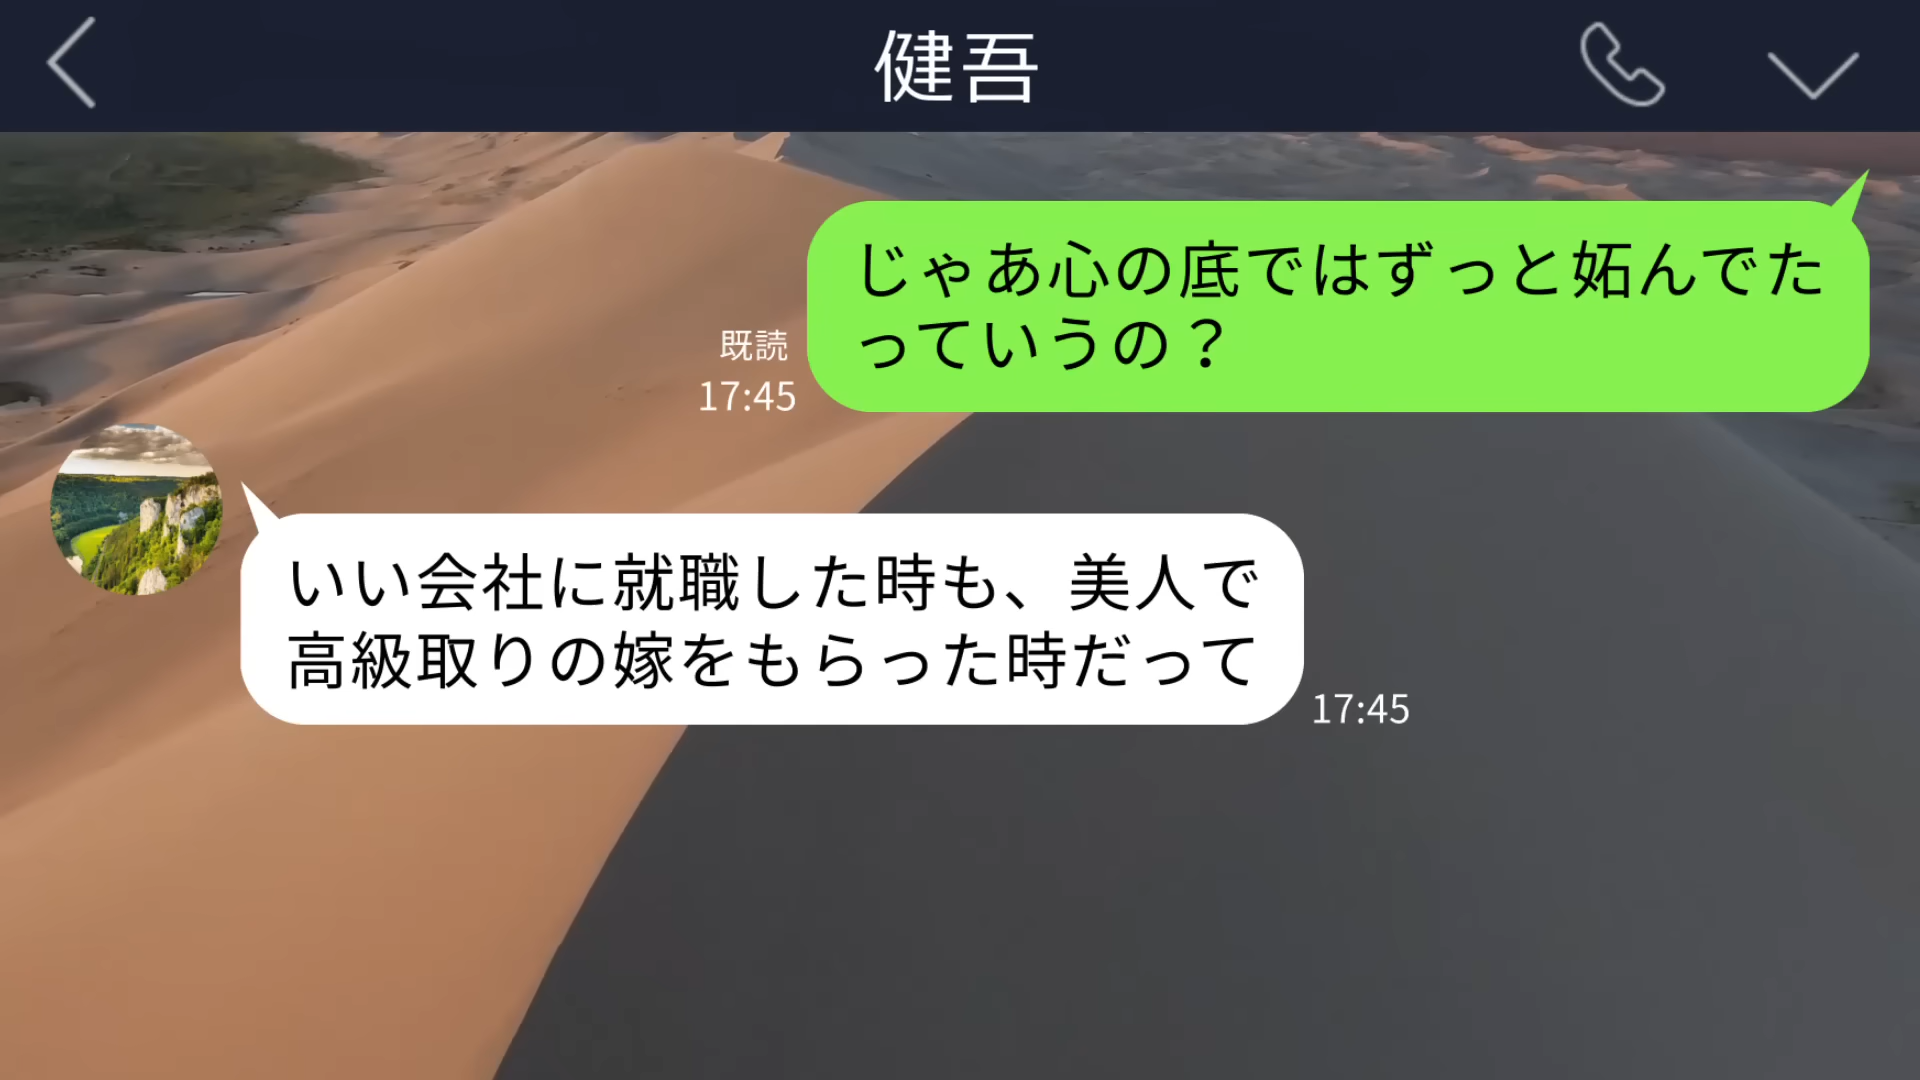 健吾
じゃあ心の底ではずっと妬んでた
っていうの？
既読
17:45
いい会社に就職した時も、美人で
高級取りの嫁をもらった時だって
17:45